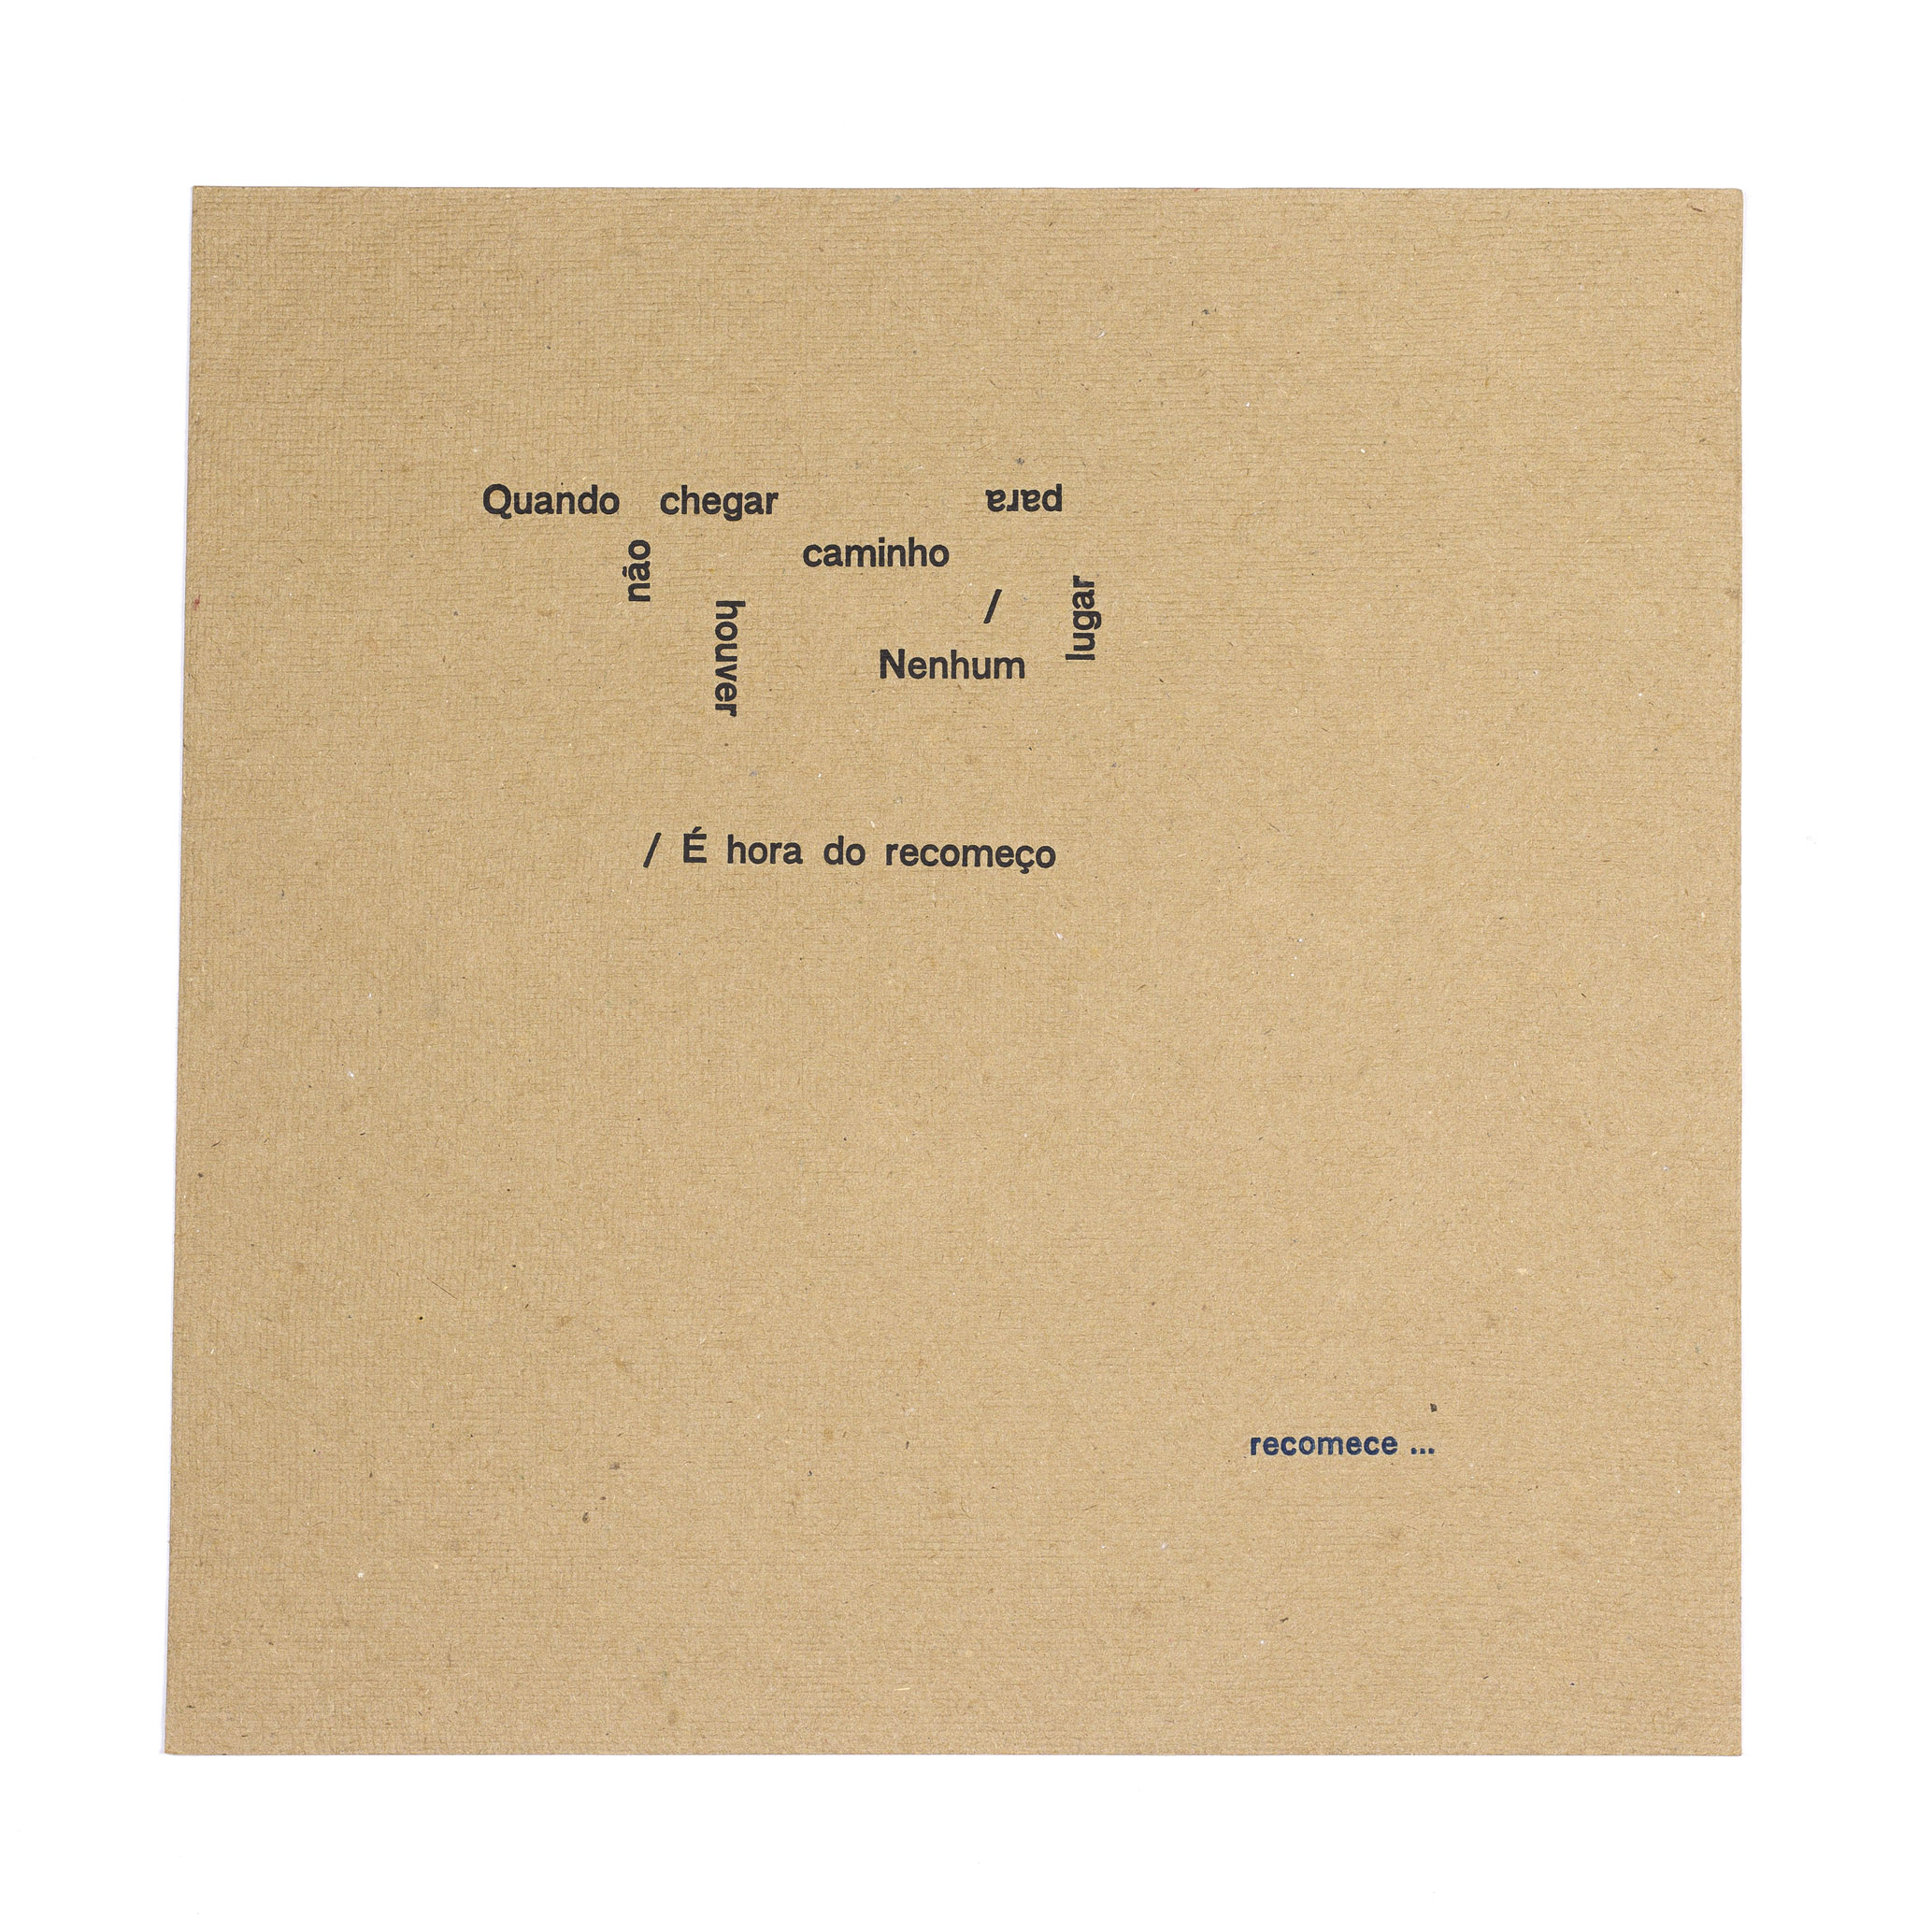 Quando chegar para
não caminho
houver / lugar
Nenhum
/ É hora do recomeço
recomece ...